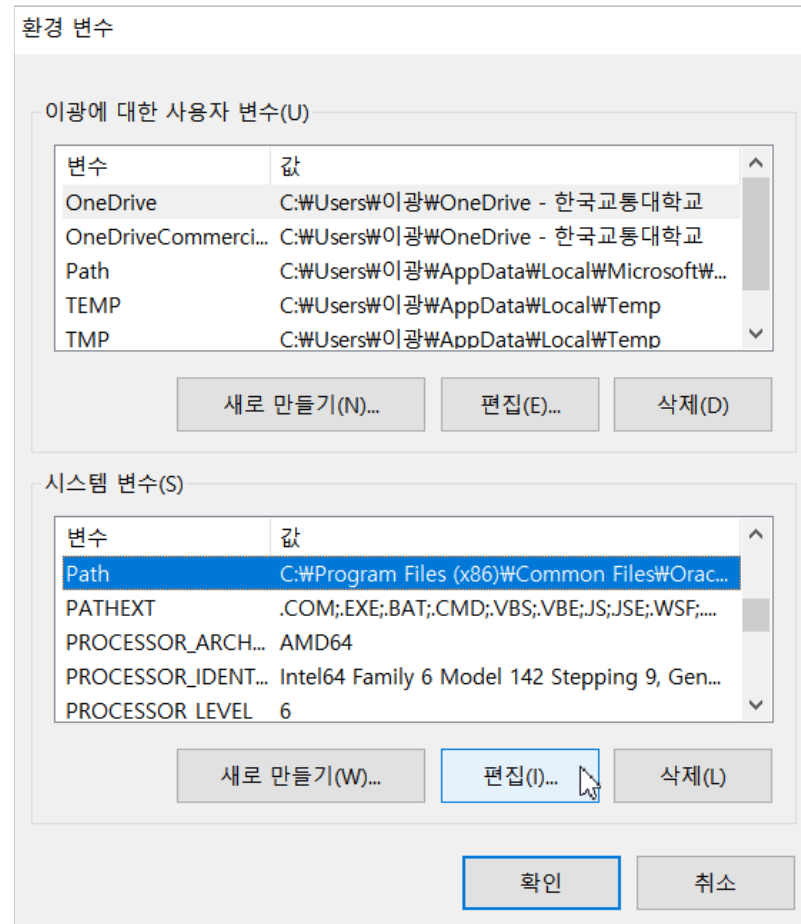 환경 변수
이광에 대한 사용자 변수(U)
변수 값
OneDrive C:₩Users₩이광₩OneDrive - 한국교통대학교
OneDriveCommerci... C:₩Users₩이광₩OneDrive - 한국교통대학교
Path C:₩Users₩이광₩AppData₩Local₩Microsoft₩...
TEMP C:₩Users₩이광₩AppData₩Local₩Temp
TMP C:₩Users₩이광₩AppData₩Local₩Temp
새로 만들기(N)... 편집(E)... 삭제(D)
시스템 변수(S)
변수 값
Path C:₩Program Files (x86)₩Common Files₩Orac...
PATHEXT .COM;.EXE;.BAT;.CMD;.VBS;.VBE;.JS;.JSE;.WSF;....
PROCESSOR_ARCH... AMD64
PROCESSOR_IDENT... Intel64 Family 6 Model 142 Stepping 9, Gen...
PROCESSOR_LEVEL 6
새로 만들기(W)... 편집(I)... 삭제(L)
확인 취소